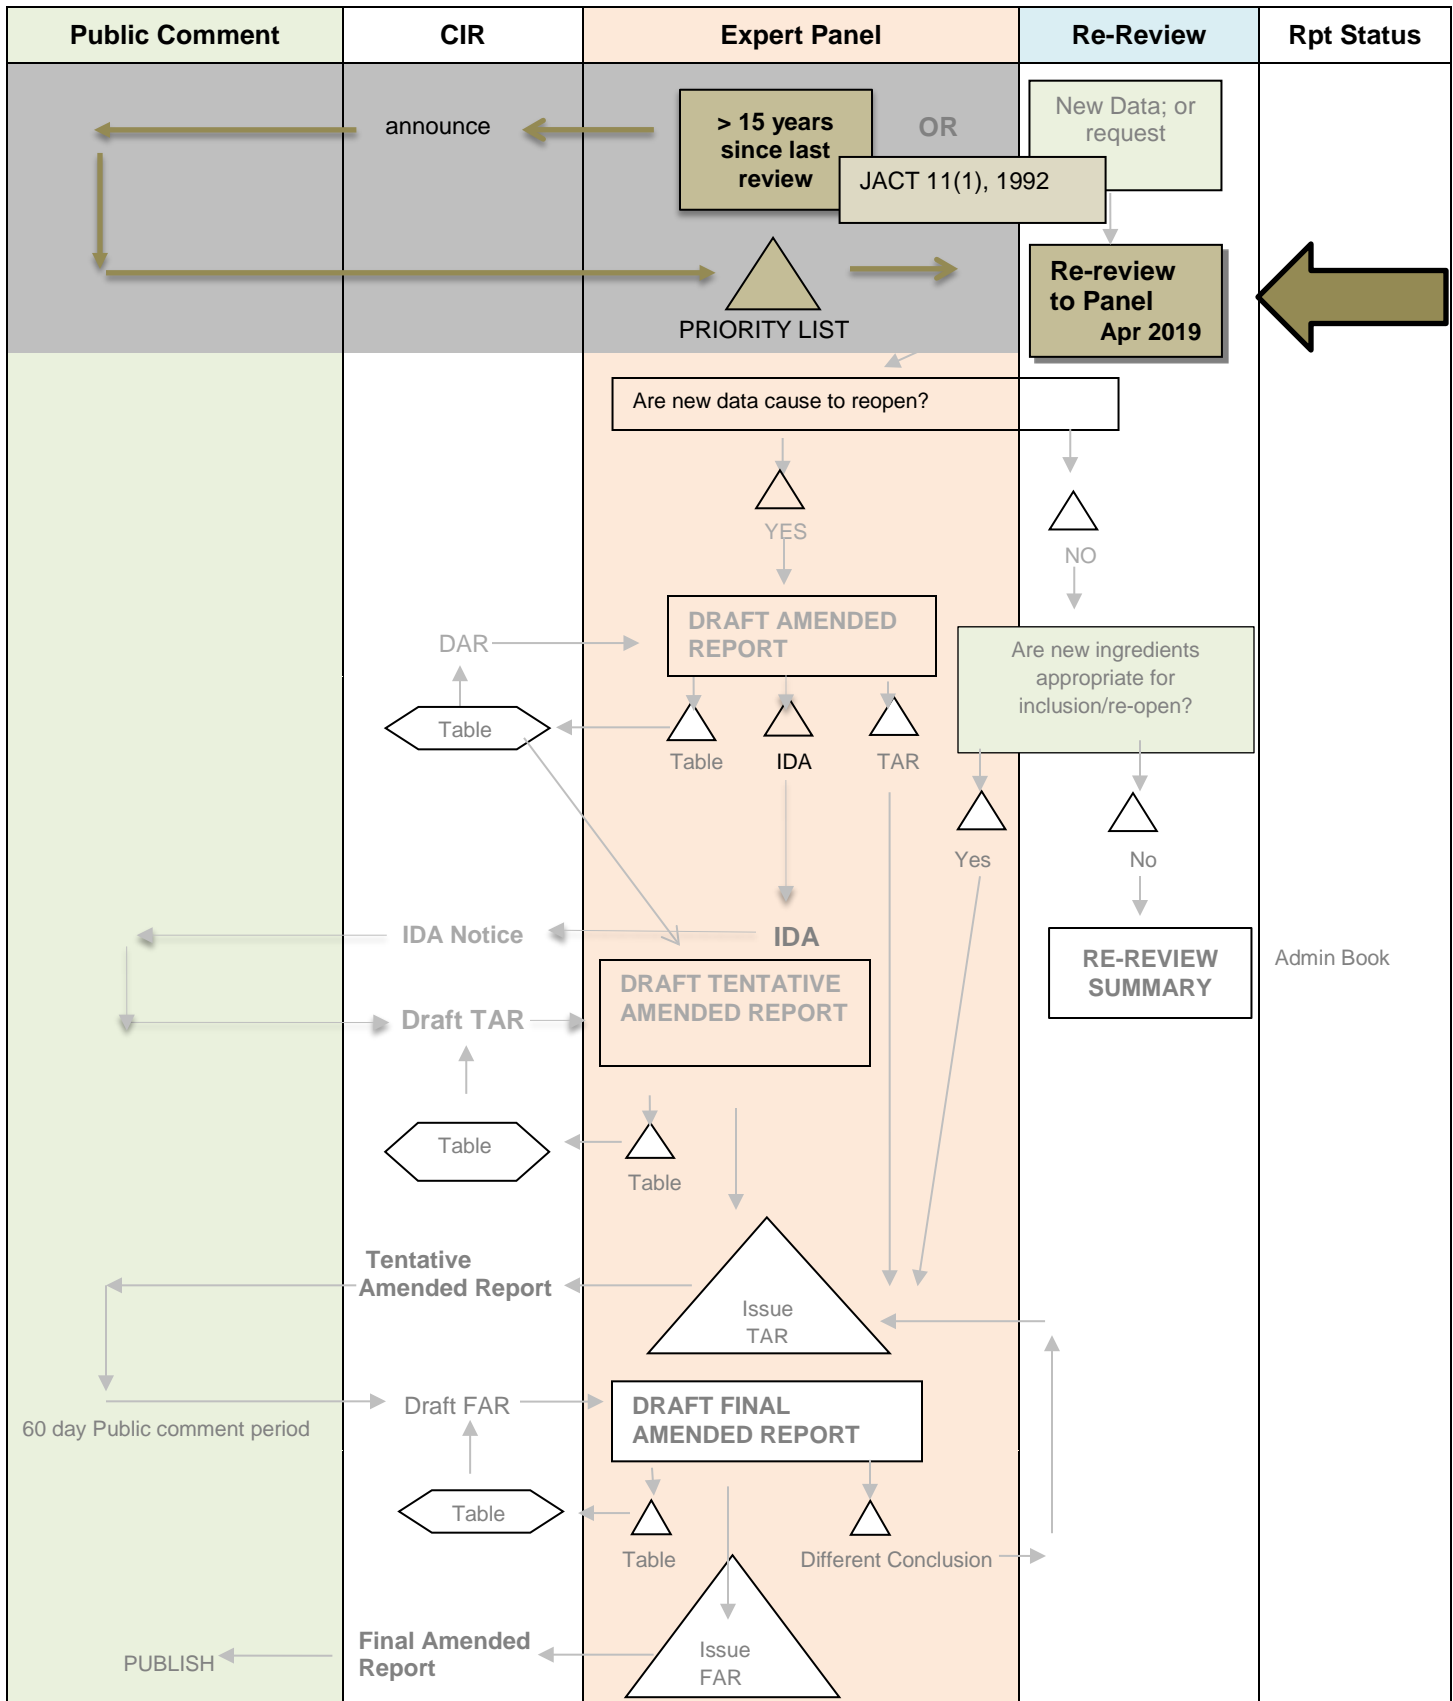 Public Comment
CIR
Expert Panel
Re-Review
Rpt Status
announce
> 15 years
since last
review
OR
New Data; or
request
JACT 11(1), 1992
PRIORITY LIST
Re-review
to Panel
Apr 2019
Are new data cause to reopen?
YES
NO
DAR
DRAFT AMENDED
REPORT
Are new ingredients
appropriate for
inclusion/re-open?
Table
Table
IDA
TAR
Yes
No
IDA Notice
IDA
RE-REVIEW
SUMMARY
Admin Book
Draft TAR
DRAFT TENTATIVE
AMENDED REPORT
Table
Table
Tentative
Amended Report
Issue
TAR
60 day Public comment period
Draft FAR
DRAFT FINAL
AMENDED REPORT
Table
Table
Different Conclusion
PUBLISH
Final Amended
Report
Issue
FAR